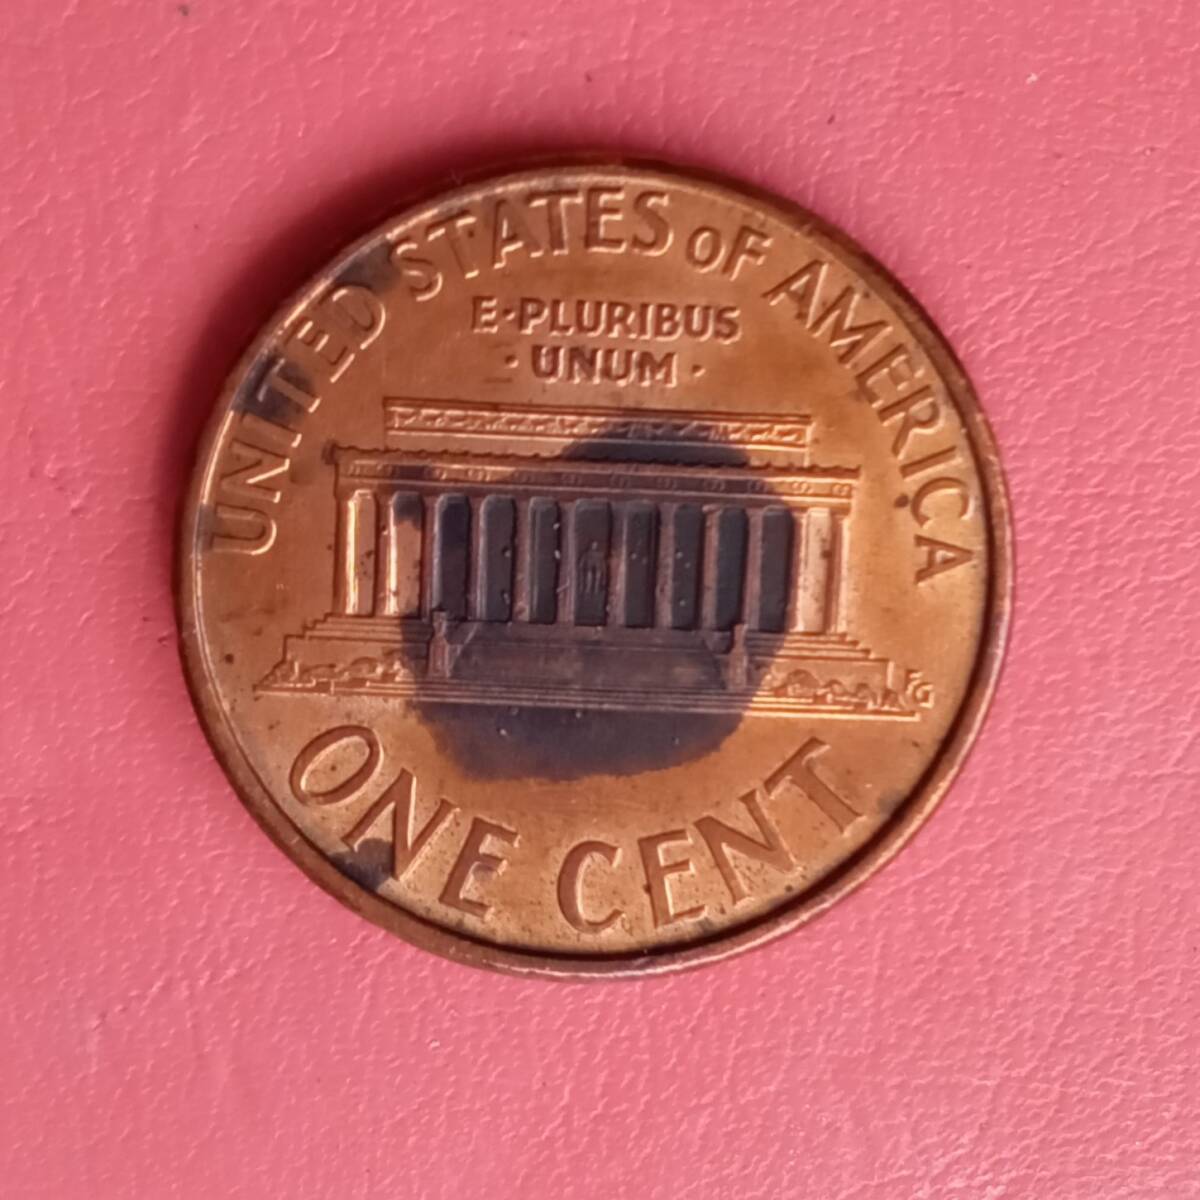 UNITED STATES OF AMERICA
E·PLURIBUS
·UNUM·
FG
ONE CENT